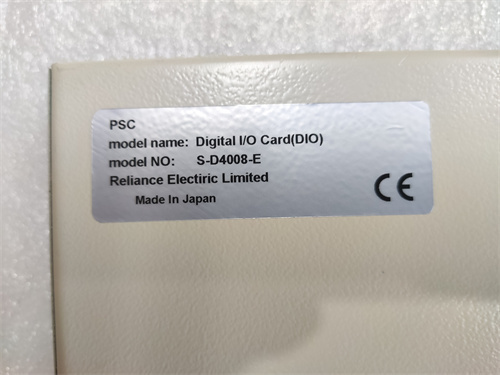 PSC
model name: Digital I/O Card(DIO)
model NO: S-D4008-E
Reliance Electiric Limited
Made In Japan
CE